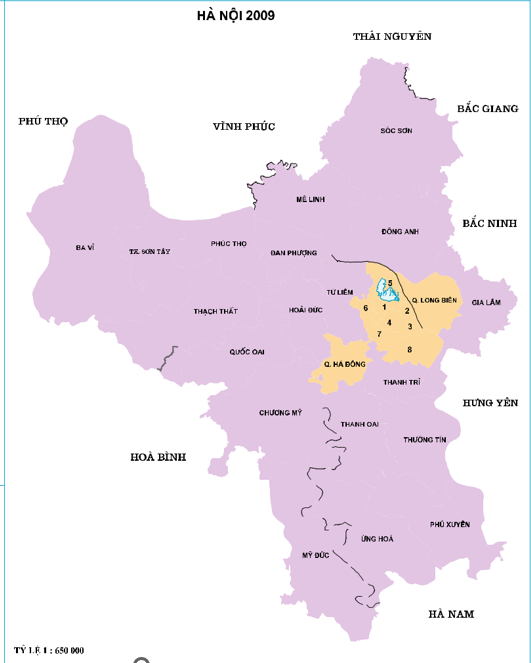 HÀ NỘI 2009
THÁI NGUYÊN
BẮC GIANG
PHÚ THỌ
VĨNH PHÚC
SÓC SƠN
MÊ LINH
BẮC NINH
ĐÔNG ANH
PHÚC THỌ
BA VÌ
TX. SƠN TÂY
ĐAN PHƯỢNG
5
TỪ LIÊM
Q. LONG BIÊN
GIA LÂM
6
1
2
THẠCH THẤT
HOÀI ĐỨC
4
3
7
QUỐC OAI
8
Q. HÀ ĐÔNG
THANH TRÌ
HƯNG YÊN
CHƯƠNG MỸ
THANH OAI
THƯỜNG TÍN
HOÀ BÌNH
PHÚ XUYÊN
ỨNG HOÀ
MỸ ĐỨC
HÀ NAM
TỶ LỆ 1 : 650 000